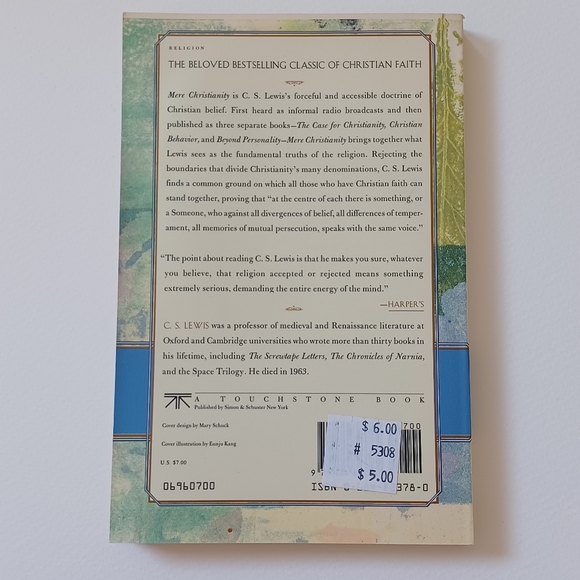 RELIGION
THE BELOVED BESTSELLING CLASSIC OF CHRISTIAN FAITH
Mere Christianity is C. S. Lewis's forceful and accessible doctrine of
Christian belief. First heard as informal radio broadcasts and then
published as three separate books—The Case for Christianity, Christian
Behavior, and Beyond Personality—Mere Christianity brings together what
Lewis sees as the fundamental truths of the religion. Rejecting the
boundaries that divide Christianity's many denominations, C. S. Lewis
finds a common ground on which all those who have Christian faith can
stand together, proving that "at the centre of each there is something, or
a Someone, who against all divergences of belief, all differences of temper-
ament, all memories of mutual persecution, speaks with the same voice."
"The point about reading C. S. Lewis is that he makes you sure, whatever
you believe, that religion accepted or rejected means something
extremely serious, demanding the entire energy of the mind."
—HARPER'S
C. S. LEWIS was a professor of medieval and Renaissance literature at
Oxford and Cambridge universities who wrote more than thirty books in
his lifetime, including The Screwtape Letters, The Chronicles of Narnia,
and the Space Trilogy. He died in 1963.
A TOUCHSTONE BOOK
Published by Simon & Schuster New York
Cover design by Mary Schuck
Cover illustration by Eunju Kang
U.S. $7.00
06960700
700
$ 6.00
# 5308
$ 5.00
9
ISBN 378-0